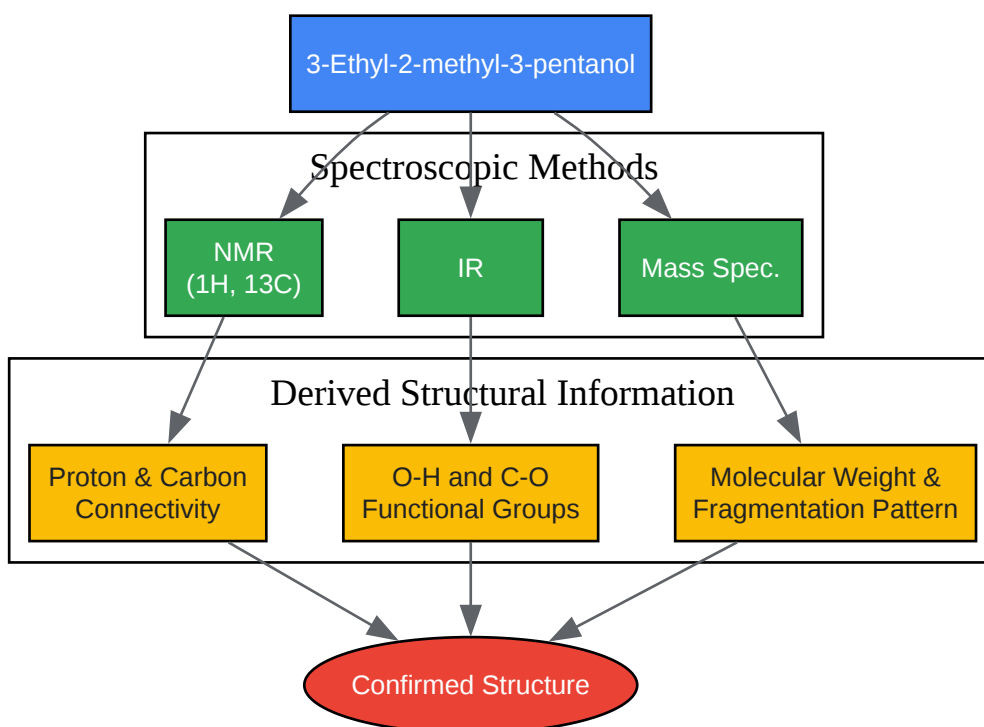 3-Ethyl-2-methyl-3-pentanol
Spectroscopic Methods
NMR
(1H, 13C)
IR
Mass Spec.
Derived Structural Information
Proton & Carbon
Connectivity
O-H and C-O
Functional Groups
Molecular Weight &
Fragmentation Pattern
Confirmed Structure